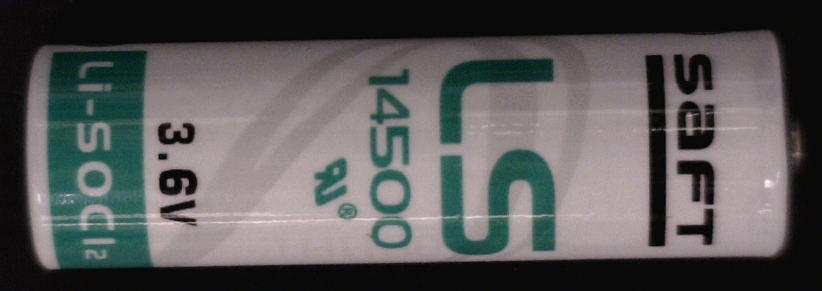 SAFT
LS
14500
Li-SOCl2
3.6V